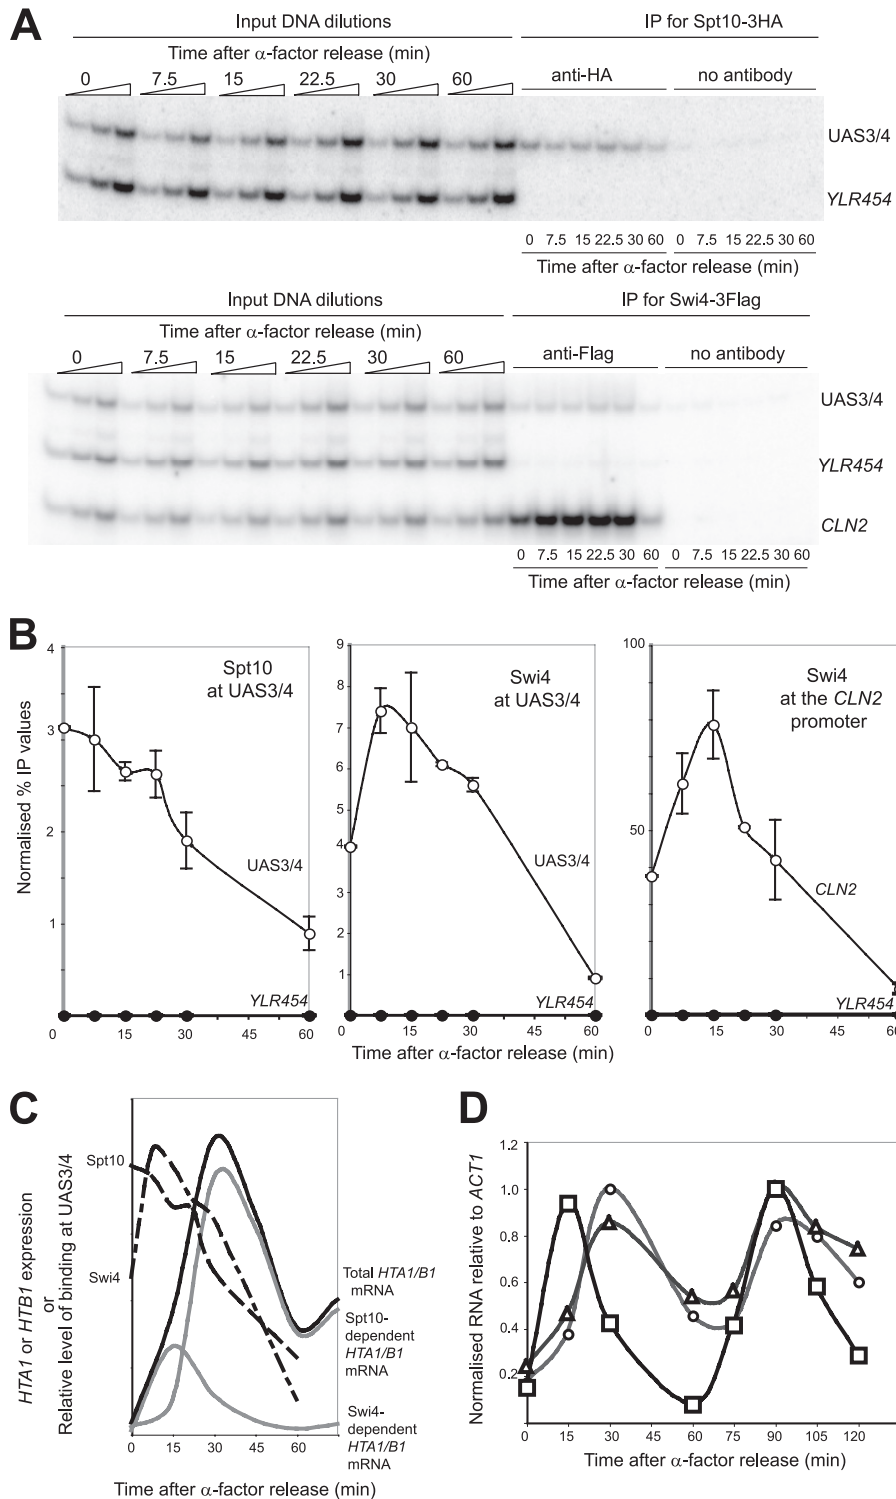 A
Input DNA dilutions
IP for Spt10-3HA
Time after α-factor release (min)
anti-HA
no antibody
0 7.5 15 22.5 30 60
UAS3/4
YLR454
0 7.5 15 22.5 30 60 0 7.5 15 22.5 30 60
Time after α-factor release (min)
Input DNA dilutions
IP for Swi4-3Flag
Time after α-factor release (min)
anti-Flag
no antibody
0 7.5 15 22.5 30 60
UAS3/4
YLR454
CLN2
0 7.5 15 22.5 30 60 0 7.5 15 22.5 30 60
Time after α-factor release (min)
B
Normalised % IP values
4
3
2
1
0 15 30 45 60
Spt10
at UAS3/4
UAS3/4
YLR454
9
8
7
6
5
4
3
2
1
0 15 30 45 60
Swi4
at UAS3/4
UAS3/4
YLR454
100
50
0 15 30 45 60
Swi4
at the CLN2
promoter
CLN2
YLR454
Time after α-factor release (min)
C
HTA1 or HTB1 expression
or
Relative level of binding at UAS3/4
Spt10
Swi4
Total HTA1/B1
mRNA
Spt10-
dependent
HTA1/B1
mRNA
Swi4-
dependent
HTA1/B1
mRNA
0 15 30 45 60
Time after α-factor release (min)
D
Normalised RNA relative to ACT1
1.2
1.0
0.8
0.6
0.4
0.2
0 15 30 45 60 75 90 105 120
Time after α-factor release (min)